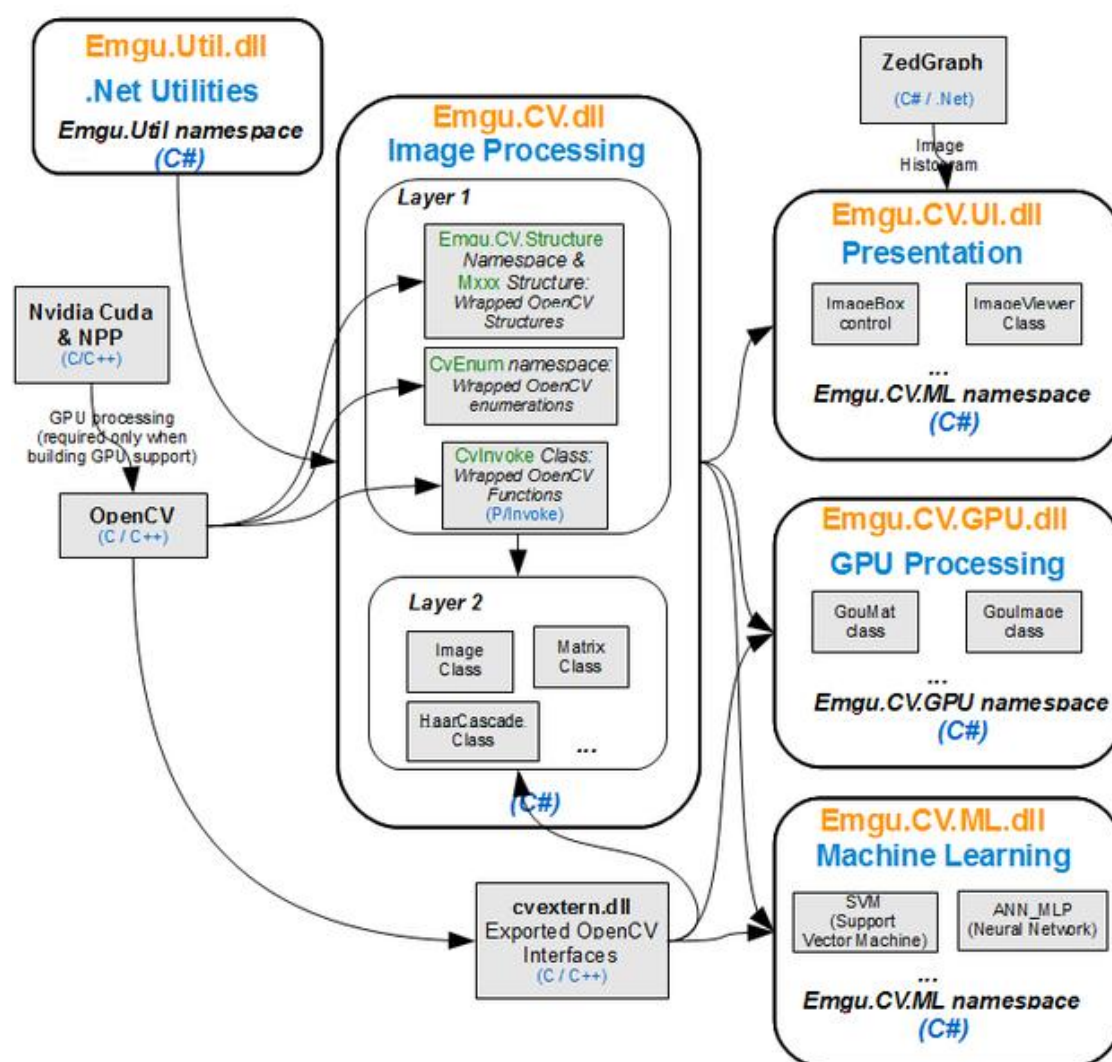 Emgu.Util.dll
.Net Utilities
Emgu.Util namespace
(C#)
Nvidia Cuda
& NPP
(C/C++)
GPU processing
(required only when
building GPU support)
OpenCV
(C / C++)
Emgu.CV.dll
Image Processing
Layer 1
Emgu.CV.Structure
Namespace &
Mxxx Structure:
Wrapped OpenCV
Structures
CvEnum namespace:
Wrapped OpenCV
enumerations
CvInvoke Class:
Wrapped OpenCV
Functions
(P/Invoke)
Layer 2
Image
Class
Matrix
Class
HaarCascade.
Class
...
(C#)
cvextern.dll
Exported OpenCV
Interfaces
(C / C++)
ZedGraph
(C# / .Net)
Image
Histogram
Emgu.CV.UI.dll
Presentation
ImageBox
control
ImageViewer
Class
...
Emgu.CV.ML namespace
(C#)
Emgu.CV.GPU.dll
GPU Processing
GpuMat
class
GpuImage
class
...
Emgu.CV.GPU namespace
(C#)
Emgu.CV.ML.dll
Machine Learning
SVM
(Support
Vector Machine)
ANN_MLP
(Neural Network)
...
Emgu.CV.ML namespace
(C#)